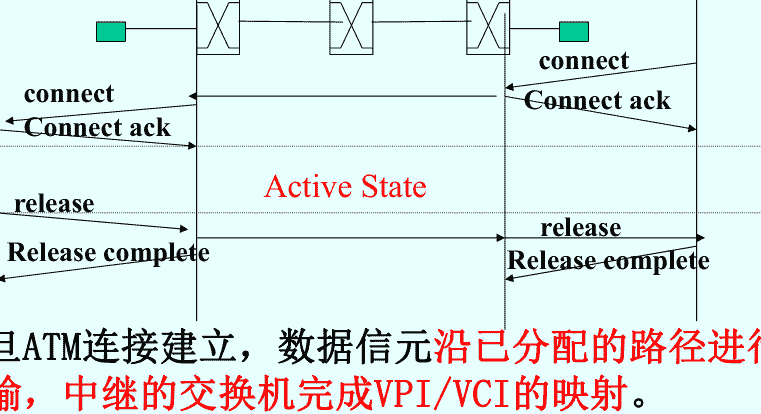 connect
connect
Connect ack
Connect ack
Active State
release
release
Release complete
Release complete
旦ATM连接建立，数据信元沿已分配的路径进行
输，中继的交换机完成VPI/VCI的映射。